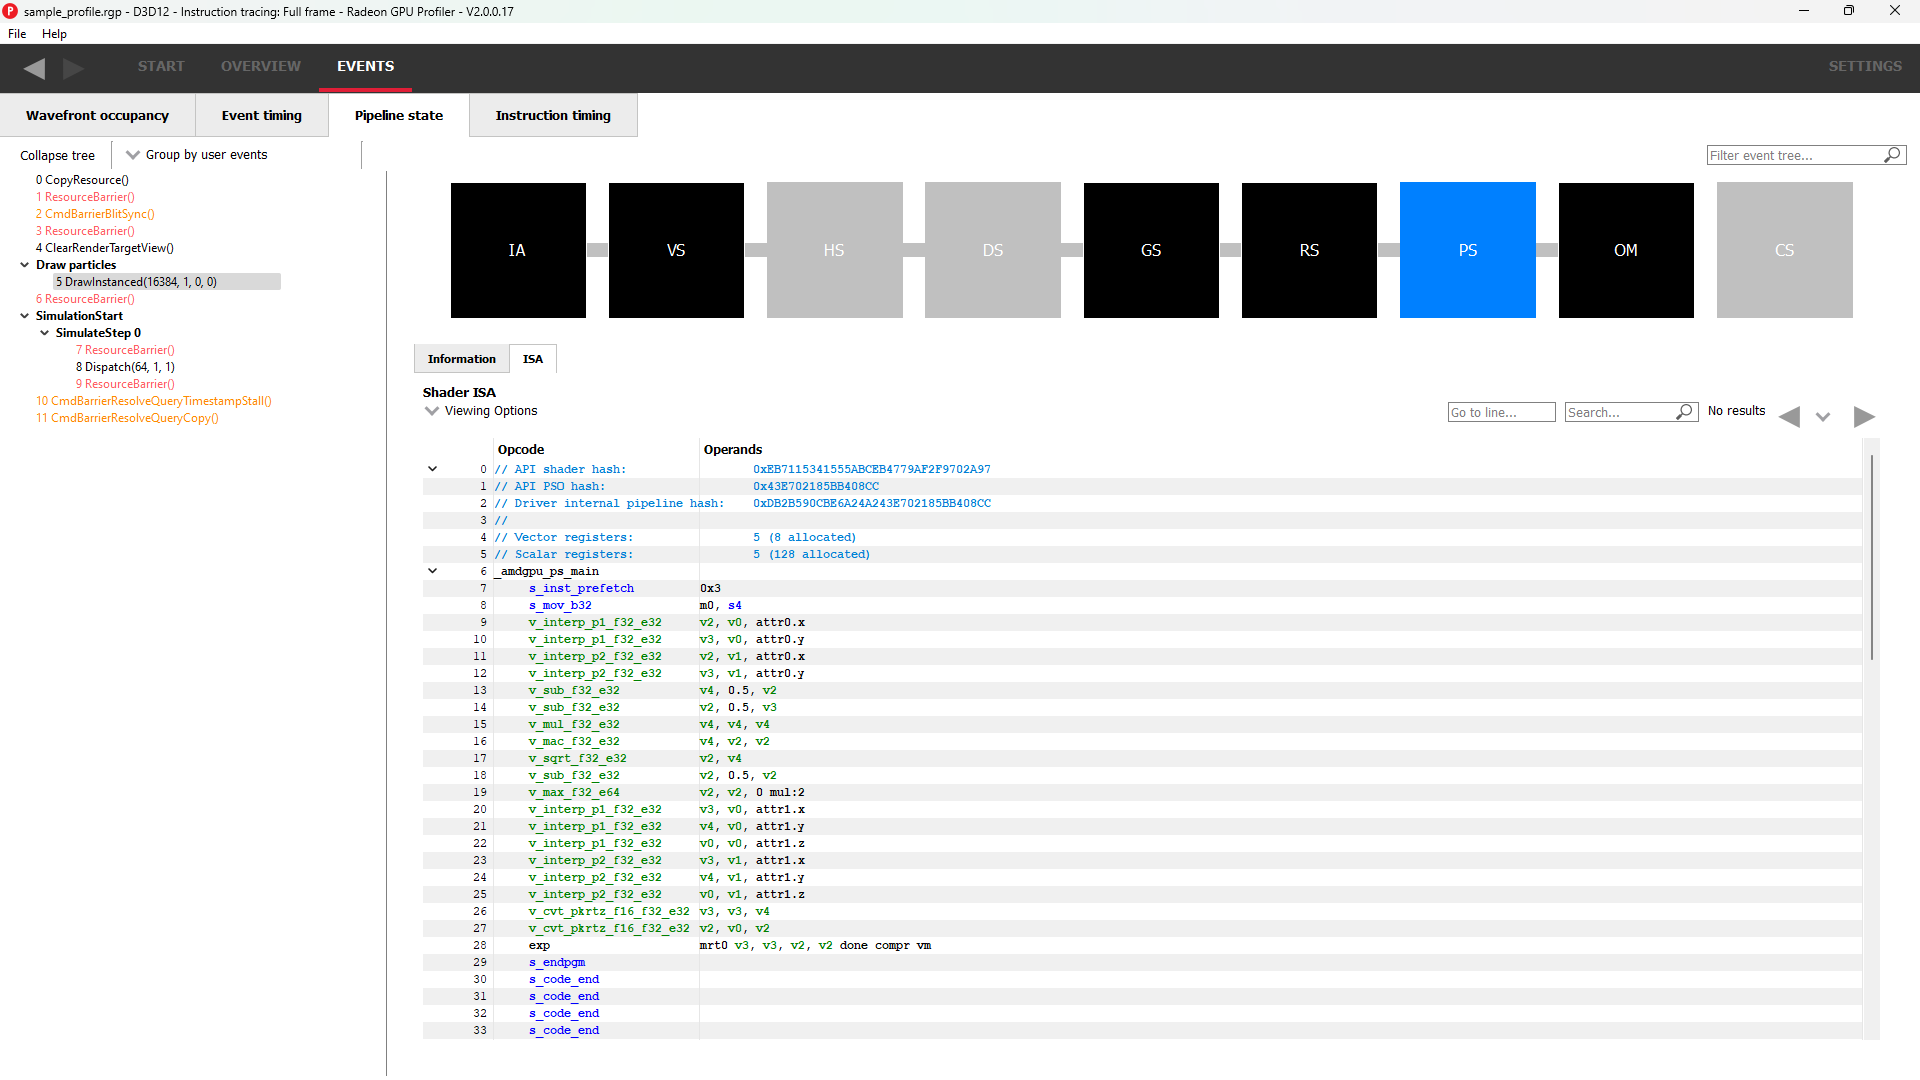 sample_profile.rgp - D3D12 - Instruction tracing: Full frame - Radeon GPU Profiler - V2.0.0.17
File Help
START OVERVIEW EVENTS SETTINGS
Wavefront occupancy Event timing Pipeline state Instruction timing
Collapse tree Group by user events Filter event tree...
0 CopyResource()
1 ResourceBarrier()
2 CmdBarrierBlitSync()
3 ResourceBarrier()
4 ClearRenderTargetView()
Draw particles
5 DrawInstanced(16384, 1, 0, 0)
6 ResourceBarrier()
SimulationStart
SimulateStep 0
7 ResourceBarrier()
8 Dispatch(64, 1, 1)
9 ResourceBarrier()
10 CmdBarrierResolveQueryTimestampStall()
11 CmdBarrierResolveQueryCopy()
IA VS HS DS GS RS PS OM CS
Information ISA
Shader ISA
Viewing Options Go to line... Search... No results
Opcode Operands
0 // API shader hash: 0xEB7115341555ABCEB4779AF2F9702A97
1 // API PSO hash: 0x43E702185BB408CC
2 // Driver internal pipeline hash: 0xDB2B590CBE6A24A243E702185BB408CC
3 //
4 // Vector registers: 5 (8 allocated)
5 // Scalar registers: 5 (128 allocated)
6 _amdgpu_ps_main
7 s_inst_prefetch 0x3
8 s_mov_b32 m0, s4
9 v_interp_p1_f32_e32 v2, v0, attr0.x
10 v_interp_p1_f32_e32 v3, v0, attr0.y
11 v_interp_p2_f32_e32 v2, v1, attr0.x
12 v_interp_p2_f32_e32 v3, v1, attr0.y
13 v_sub_f32_e32 v4, 0.5, v2
14 v_sub_f32_e32 v2, 0.5, v3
15 v_mul_f32_e32 v4, v4, v4
16 v_mac_f32_e32 v4, v2, v2
17 v_sqrt_f32_e32 v2, v4
18 v_sub_f32_e32 v2, 0.5, v2
19 v_max_f32_e64 v2, v2, 0 mul:2
20 v_interp_p1_f32_e32 v3, v0, attr1.x
21 v_interp_p1_f32_e32 v4, v0, attr1.y
22 v_interp_p1_f32_e32 v0, v0, attr1.z
23 v_interp_p2_f32_e32 v3, v1, attr1.x
24 v_interp_p2_f32_e32 v4, v1, attr1.y
25 v_interp_p2_f32_e32 v0, v1, attr1.z
26 v_cvt_pkrtz_f16_f32_e32 v3, v3, v4
27 v_cvt_pkrtz_f16_f32_e32 v2, v0, v2
28 exp mrt0 v3, v3, v2, v2 done compr vm
29 s_endpgm
30 s_code_end
31 s_code_end
32 s_code_end
33 s_code_end